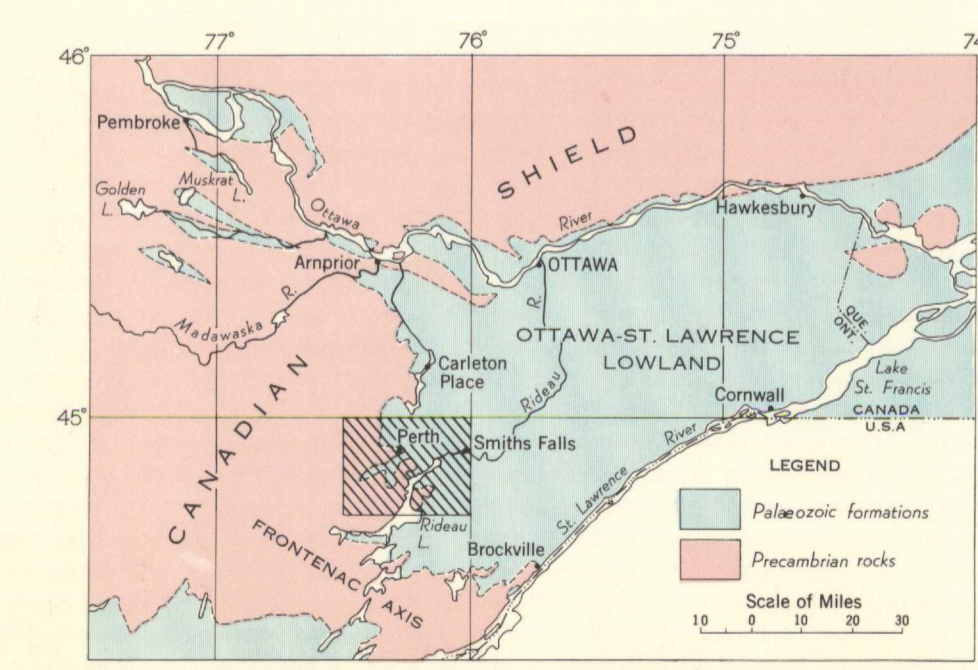 77°
76°
75°
74
46°
Pembroke
Golden
L.
Muskrat
L.
Ottawa
River
SHIELD
Hawkesbury
Arnprior
OTTAWA
Madawaska R.
R.
Rideau
QUE.
ONT.
OTTAWA-ST. LAWRENCE
LOWLAND
Carleton
Place
Lake
St. Francis
Cornwall
45°
CANADA
U.S.A
CANADIAN
Perth
Smiths Falls
St. Lawrence River
Rideau
L.
FRONTENAC AXIS
Brockville
LEGEND
Palæozoic formations
Precambrian rocks
Scale of Miles
10 0 10 20 30